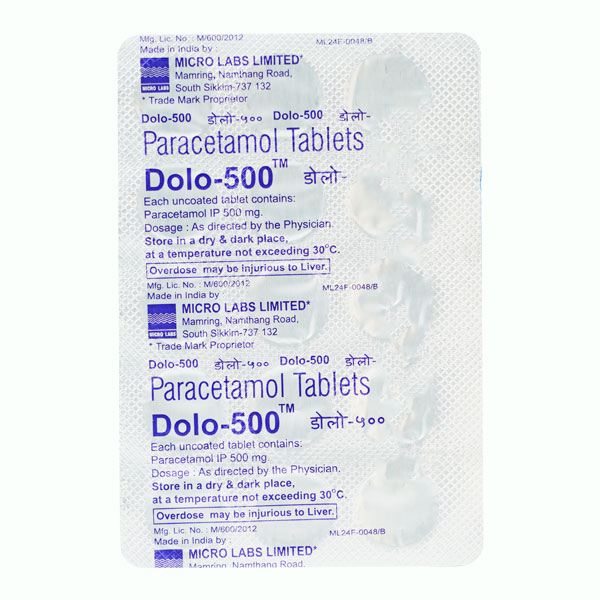 Mfg. Lic. No. : M/600/2012 ML24F-0048/B
Made in India by :
MICRO LABS LIMITED*
Mamring, Namthang Road,
MICRO LABS South Sikkim-737 132
* Trade Mark Proprietor
Dolo-500 डोलो-५०० Dolo-500 डोलो-
Paracetamol Tablets
Dolo-500™ डोलो-
Each uncoated tablet contains:
Paracetamol IP 500 mg.
Dosage : As directed by the Physician.
Store in a dry & dark place,
at a temperature not exceeding 30°C.
Overdose may be injurious to Liver.
Mfg. Lic. No. : M/600/2012 ML24F-0048/B
Made in India by :
MICRO LABS LIMITED*
Mamring, Namthang Road,
MICRO LABS South Sikkim-737 132
* Trade Mark Proprietor
Dolo-500 डोलो-५०० Dolo-500 डोलो-
Paracetamol Tablets
Dolo-500™ डोलो-५००
Each uncoated tablet contains:
Paracetamol IP 500 mg.
Dosage : As directed by the Physician.
Store in a dry & dark place,
at a temperature not exceeding 30°C.
Overdose may be injurious to Liver.
Mfg. Lic. No. : M/600/2012 ML24F-0048/B
Made in India by :
MICRO LABS LIMITED*
Mamring, Namthang Road,